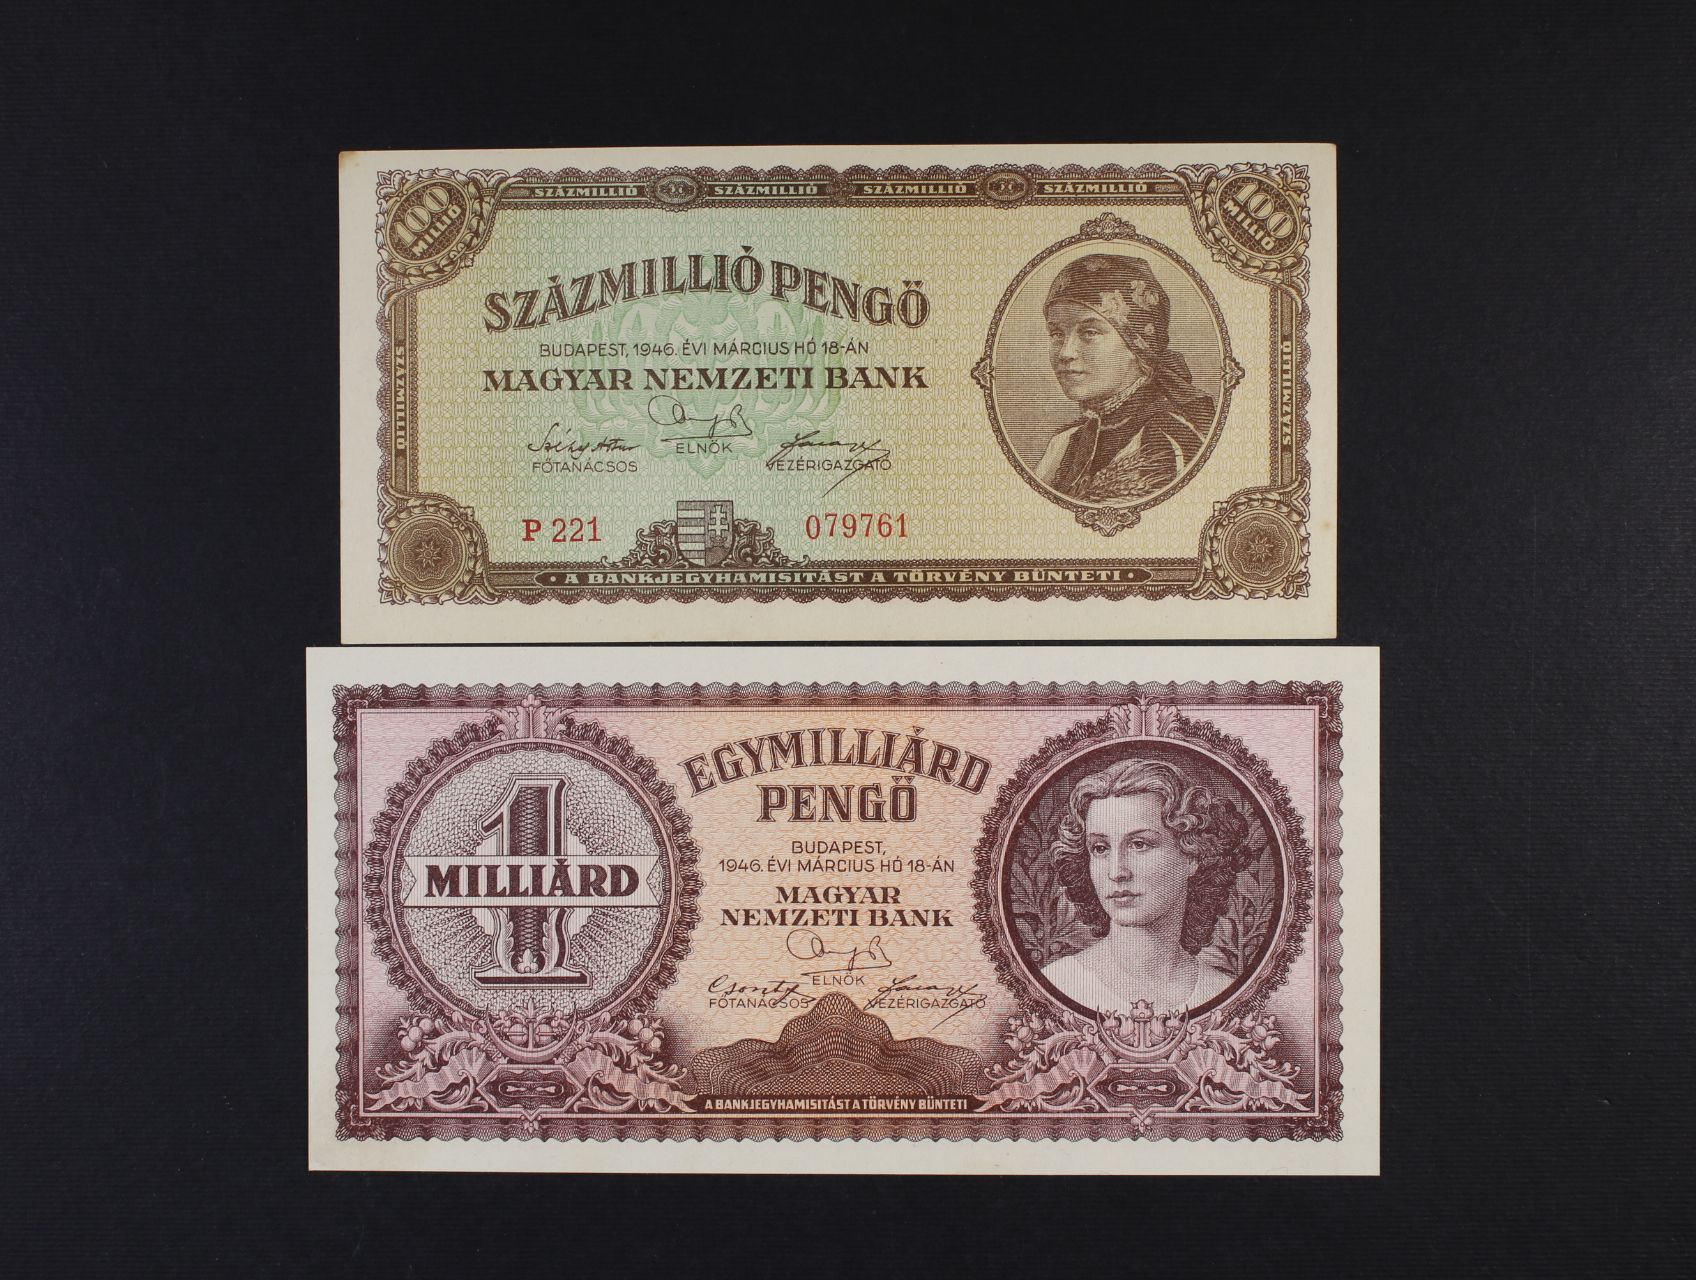 100 MILLIÓ
SZÁZMILLIÓ SZÁZMILLIÓ SZÁZMILLIÓ SZÁZMILLIÓ
100 MILLIÓ
SZÁZMILLIÓ
SZÁZMILLIÓ PENGŐ
BUDAPEST, 1946. ÉVI MÁRCIUS HÓ 18-ÁN
MAGYAR NEMZETI BANK
ELNÖK
FŐTANÁCSOS VEZÉRIGAZGATÓ
SZÁZMILLIÓ
P 221 079761
• A BANKJEGYHAMISITÁST A TÖRVÉNY BÜNTETI •
EGYMILLIÁRD
PENGŐ
1
MILLIÁRD
BUDAPEST,
1946. ÉVI MÁRCIUS HÓ 18-ÁN
MAGYAR
NEMZETI BANK
ELNÖK
FŐTANÁCSOS VEZÉRIGAZGATÓ
A BANKJEGYHAMISITÁST A TÖRVÉNY BÜNTETI